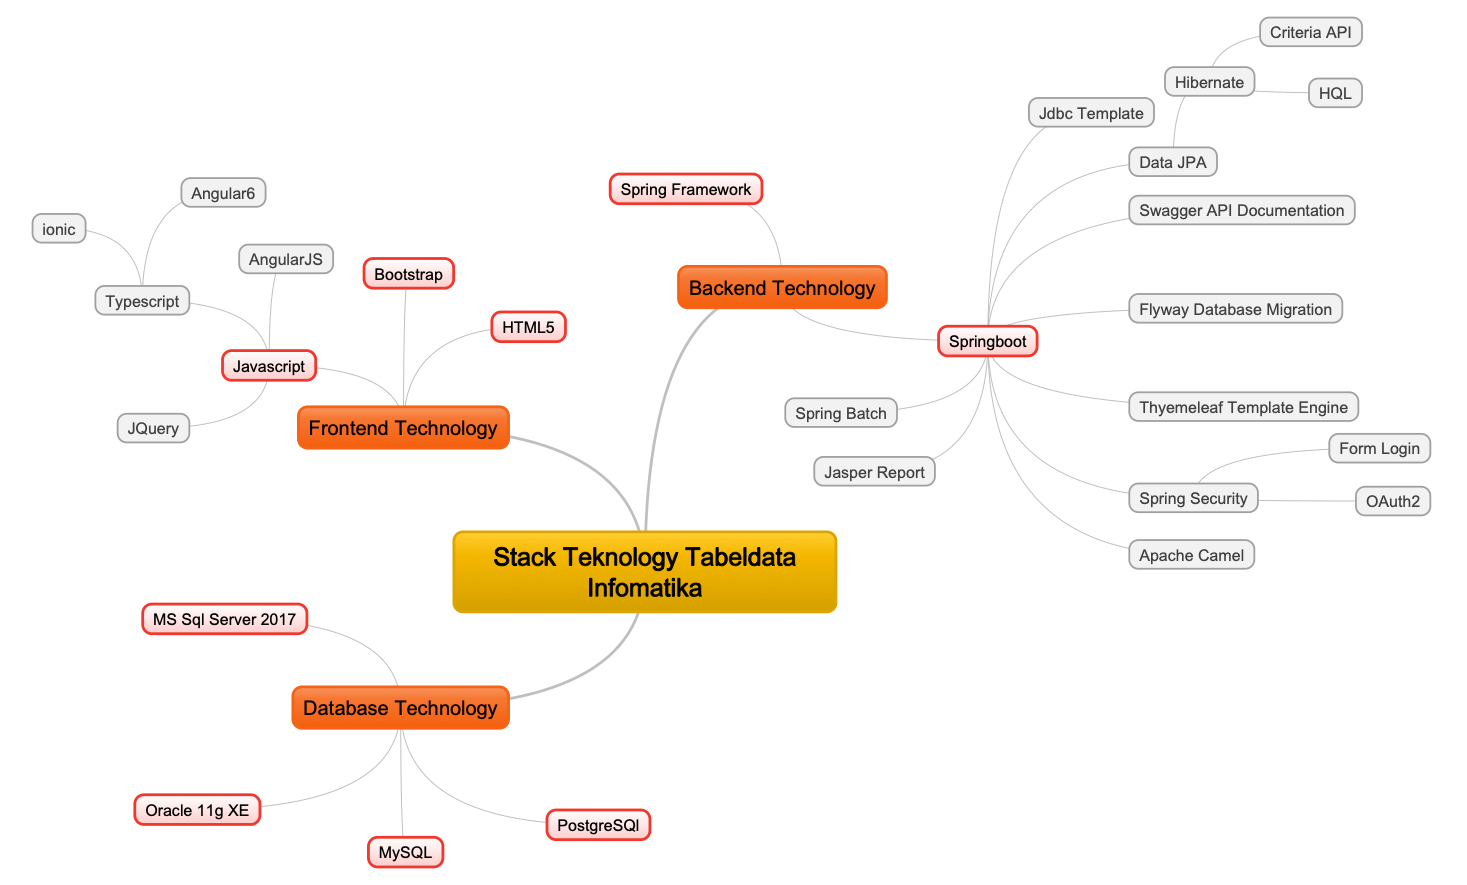 Criteria API
Hibernate
HQL
Jdbc Template
Data JPA
Spring Framework
Angular6
Swagger API Documentation
ionic
AngularJS
Bootstrap
Backend Technology
Typescript
Flyway Database Migration
HTML5
Springboot
Javascript
Thyemeleaf Template Engine
Spring Batch
JQuery
Frontend Technology
Form Login
Jasper Report
Spring Security
OAuth2
Apache Camel
Stack Teknology Tabeldata
Infomatika
MS Sql Server 2017
Database Technology
Oracle 11g XE
PostgreSQl
MySQL